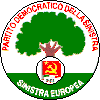 PARTITO DEMOCRATICO DELLA SINISTRA
SINISTRA EUROPEA